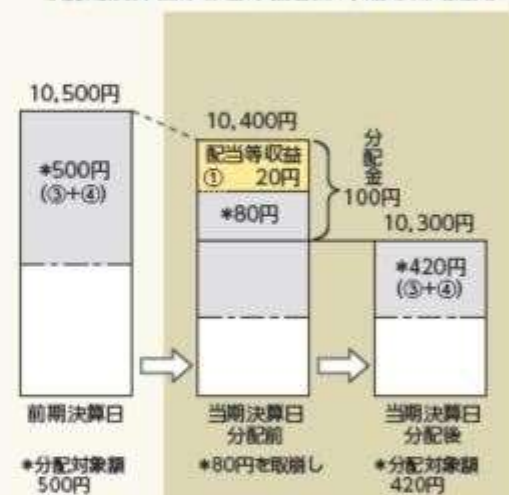 10,500円
*500円
(③+④)
10,400円
配当等収益
① 20円
*80円
分配金
100円
10,300円
*420円
(③+④)
前期決算日
当期決算日
分配前
当期決算日
分配後
*分配対象額
500円
*80円を取崩し
*分配対象額
420円